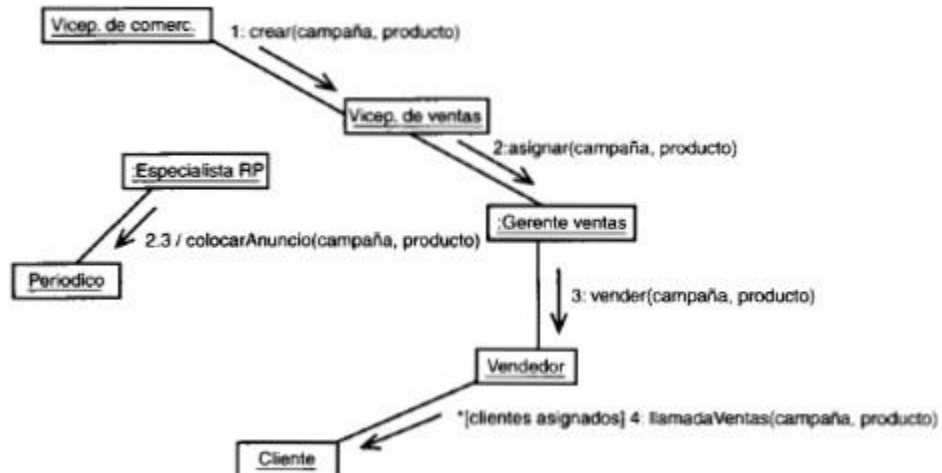 Vicep. de comerc.
1: crear(campaña, producto)
Vicep. de ventas
2:asignar(campaña, producto)
:Especialista RP
:Gerente ventas
2.3 / colocarAnuncio(campaña, producto)
Periodico
3: vender(campaña, producto)
Vendedor
*[clientes asignados] 4: llamadaVentas(campaña, producto)
Cliente